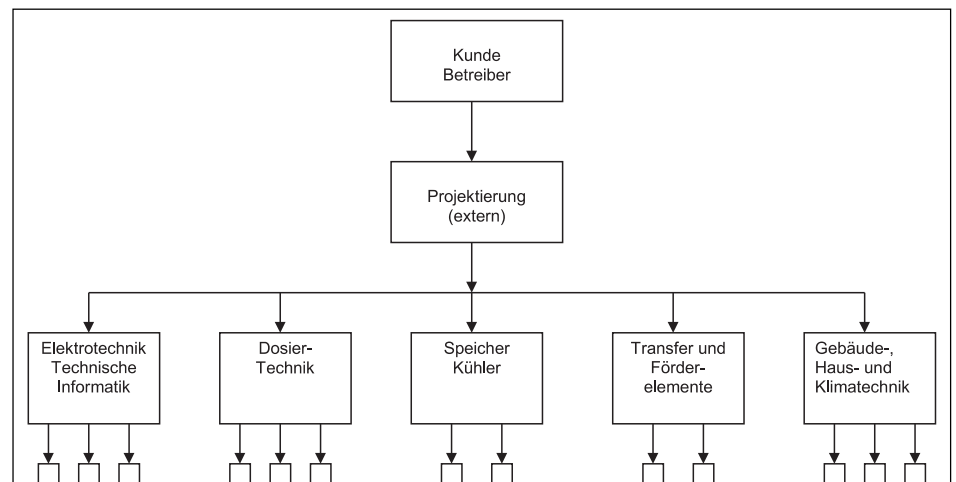 Kunde
Betreiber
Projektierung
(extern)
Elektrotechnik
Technische
Informatik
Dosier-
Technik
Speicher
Kühler
Transfer und
Förder-
elemente
Gebäude-,
Haus- und
Klimatechnik